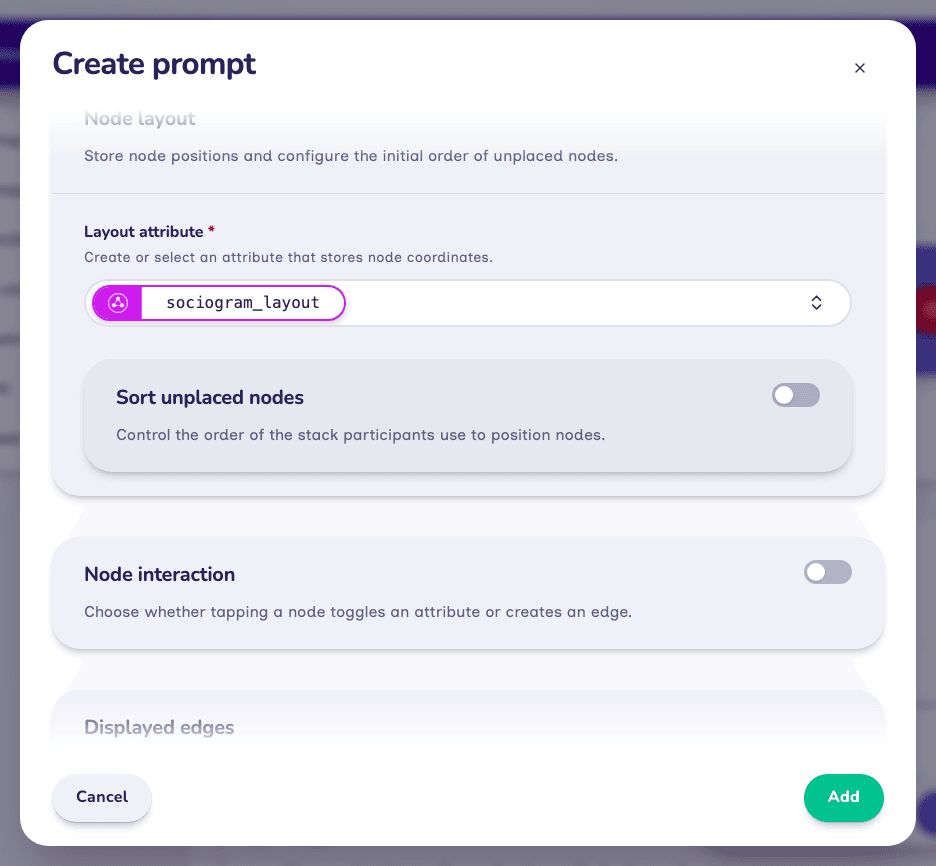 Create prompt
Node layout
Store node positions and configure the initial order of unplaced nodes.
Layout attribute *
Create or select an attribute that stores node coordinates.
sociogram_layout
Sort unplaced nodes
Control the order of the stack participants use to position nodes.
Node interaction
Choose whether tapping a node toggles an attribute or creates an edge.
Displayed edges
Cancel
Add